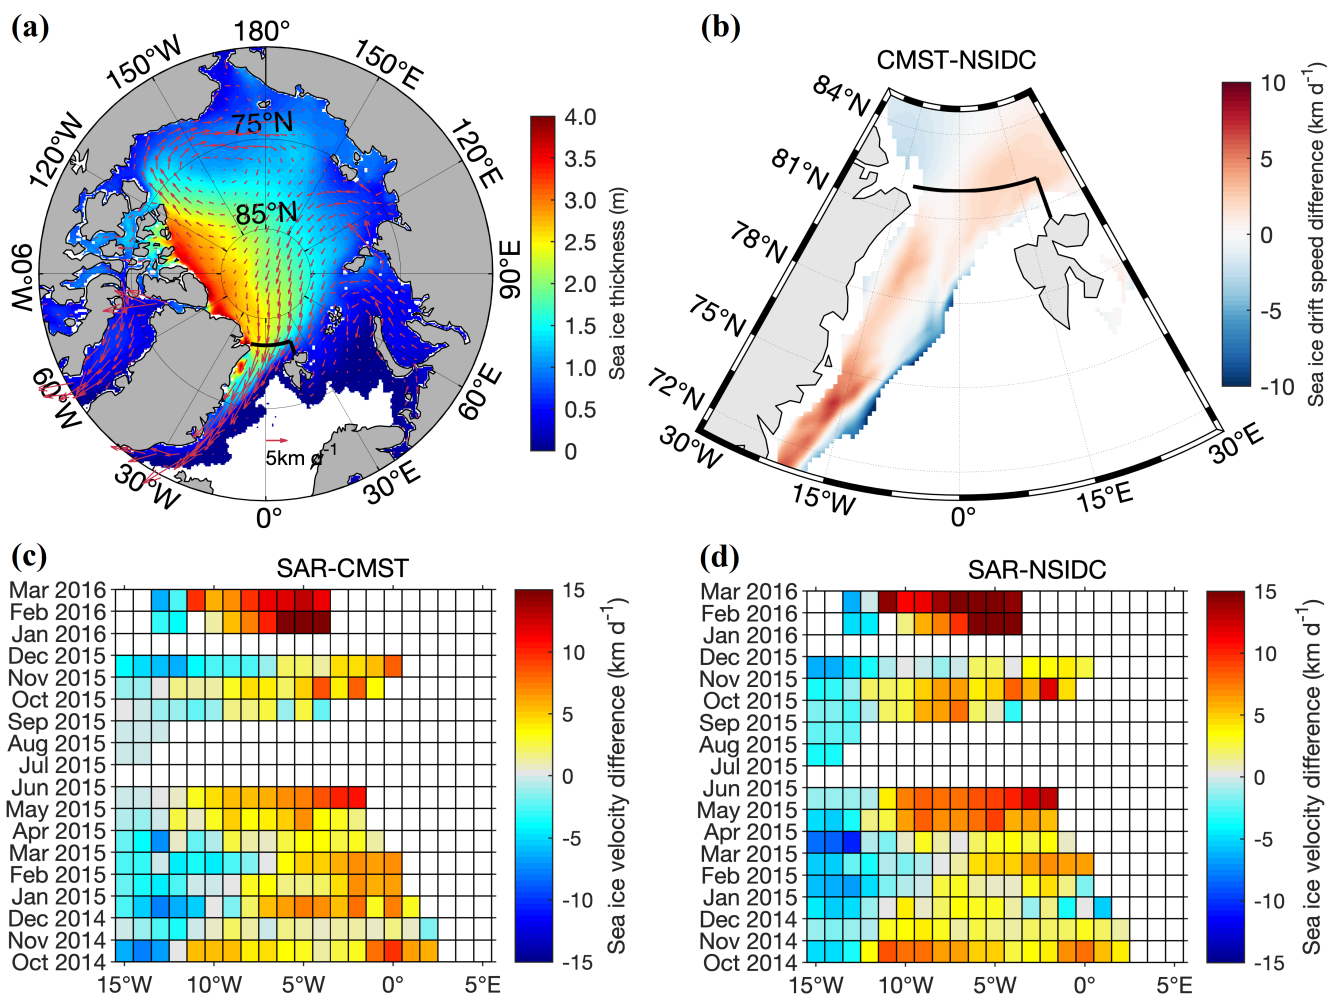 (a)
180°
150°W
150°E
120°W
120°E
90°W
90°E
60°W
60°E
30°W
30°E
0°
75°N
85°N
5km d⁻¹
4.0
3.5
3.0
2.5
2.0
1.5
1.0
0.5
0
Sea ice thickness (m)
(b)
CMST-NSIDC
84°N
81°N
78°N
75°N
72°N
30°W
15°W
0°
15°E
30°E
10
5
0
-5
-10
Sea ice drift speed difference (km d⁻¹)
(c)
SAR-CMST
Mar 2016
Feb 2016
Jan 2016
Dec 2015
Nov 2015
Oct 2015
Sep 2015
Aug 2015
Jul 2015
Jun 2015
May 2015
Apr 2015
Mar 2015
Feb 2015
Jan 2015
Dec 2014
Nov 2014
Oct 2014
15°W
10°W
5°W
0°
5°E
15
10
5
0
-5
-10
-15
Sea ice velocity difference (km d⁻¹)
(d)
SAR-NSIDC
Mar 2016
Feb 2016
Jan 2016
Dec 2015
Nov 2015
Oct 2015
Sep 2015
Aug 2015
Jul 2015
Jun 2015
May 2015
Apr 2015
Mar 2015
Feb 2015
Jan 2015
Dec 2014
Nov 2014
Oct 2014
15°W
10°W
5°W
0°
5°E
15
10
5
0
-5
-10
-15
Sea ice velocity difference (km d⁻¹)